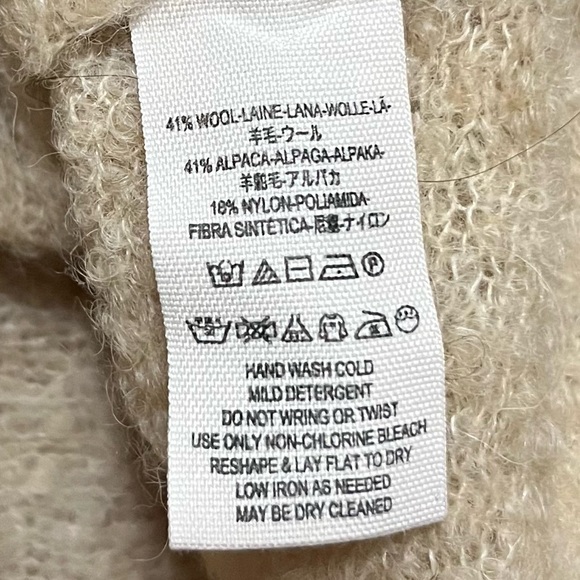 41% WOOL-LAINE-LANA-WOLLE-LÃ-
羊毛-ウール
41% ALPACA-ALPAGA-ALPAKA-
羊駝毛-アルパカ
18% NYLON-POLIAMIDA-
FIBRA SINTÉTICA-尼龍-ナイロン
P
HAND WASH COLD
MILD DETERGENT
DO NOT WRING OR TWIST
USE ONLY NON-CHLORINE BLEACH
RESHAPE & LAY FLAT TO DRY
LOW IRON AS NEEDED
MAY BE DRY CLEANED